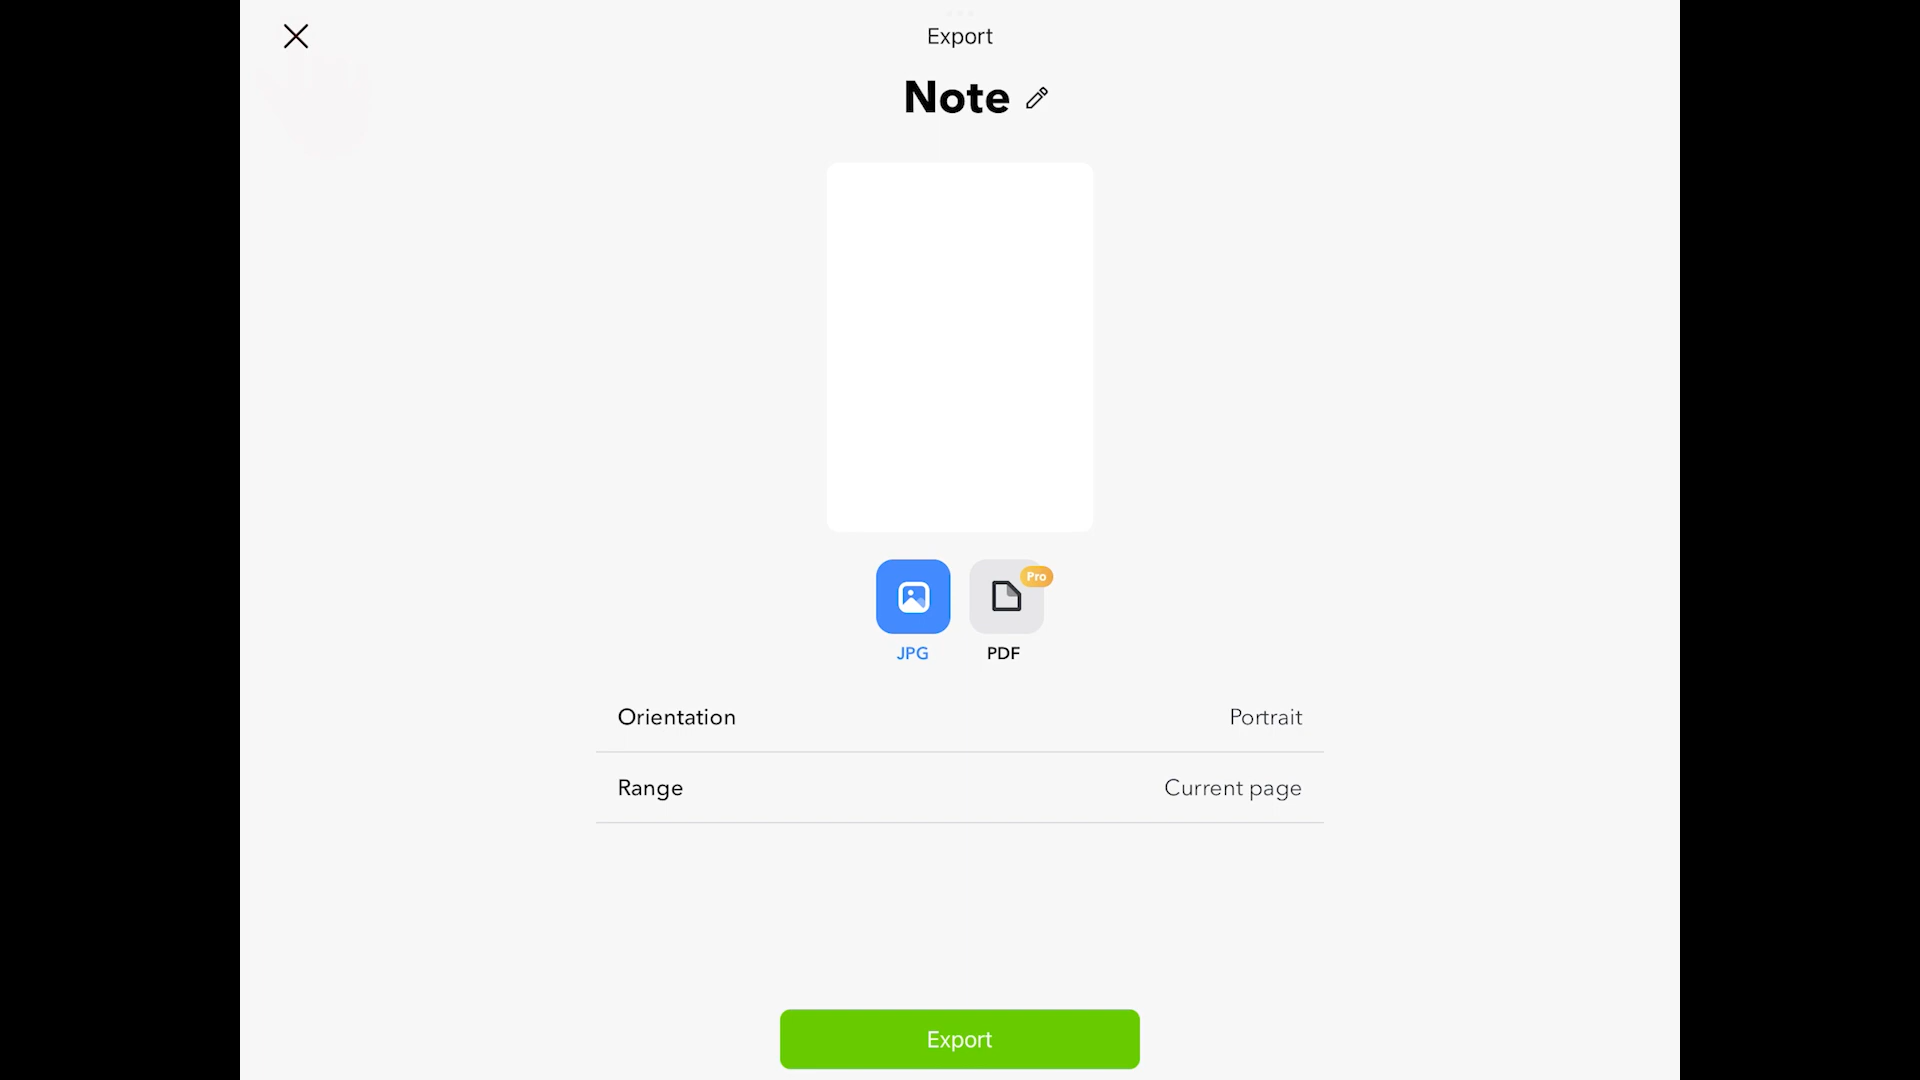 Export
Note
Pro
JPG
PDF
Orientation
Portrait
Range
Current page
Export